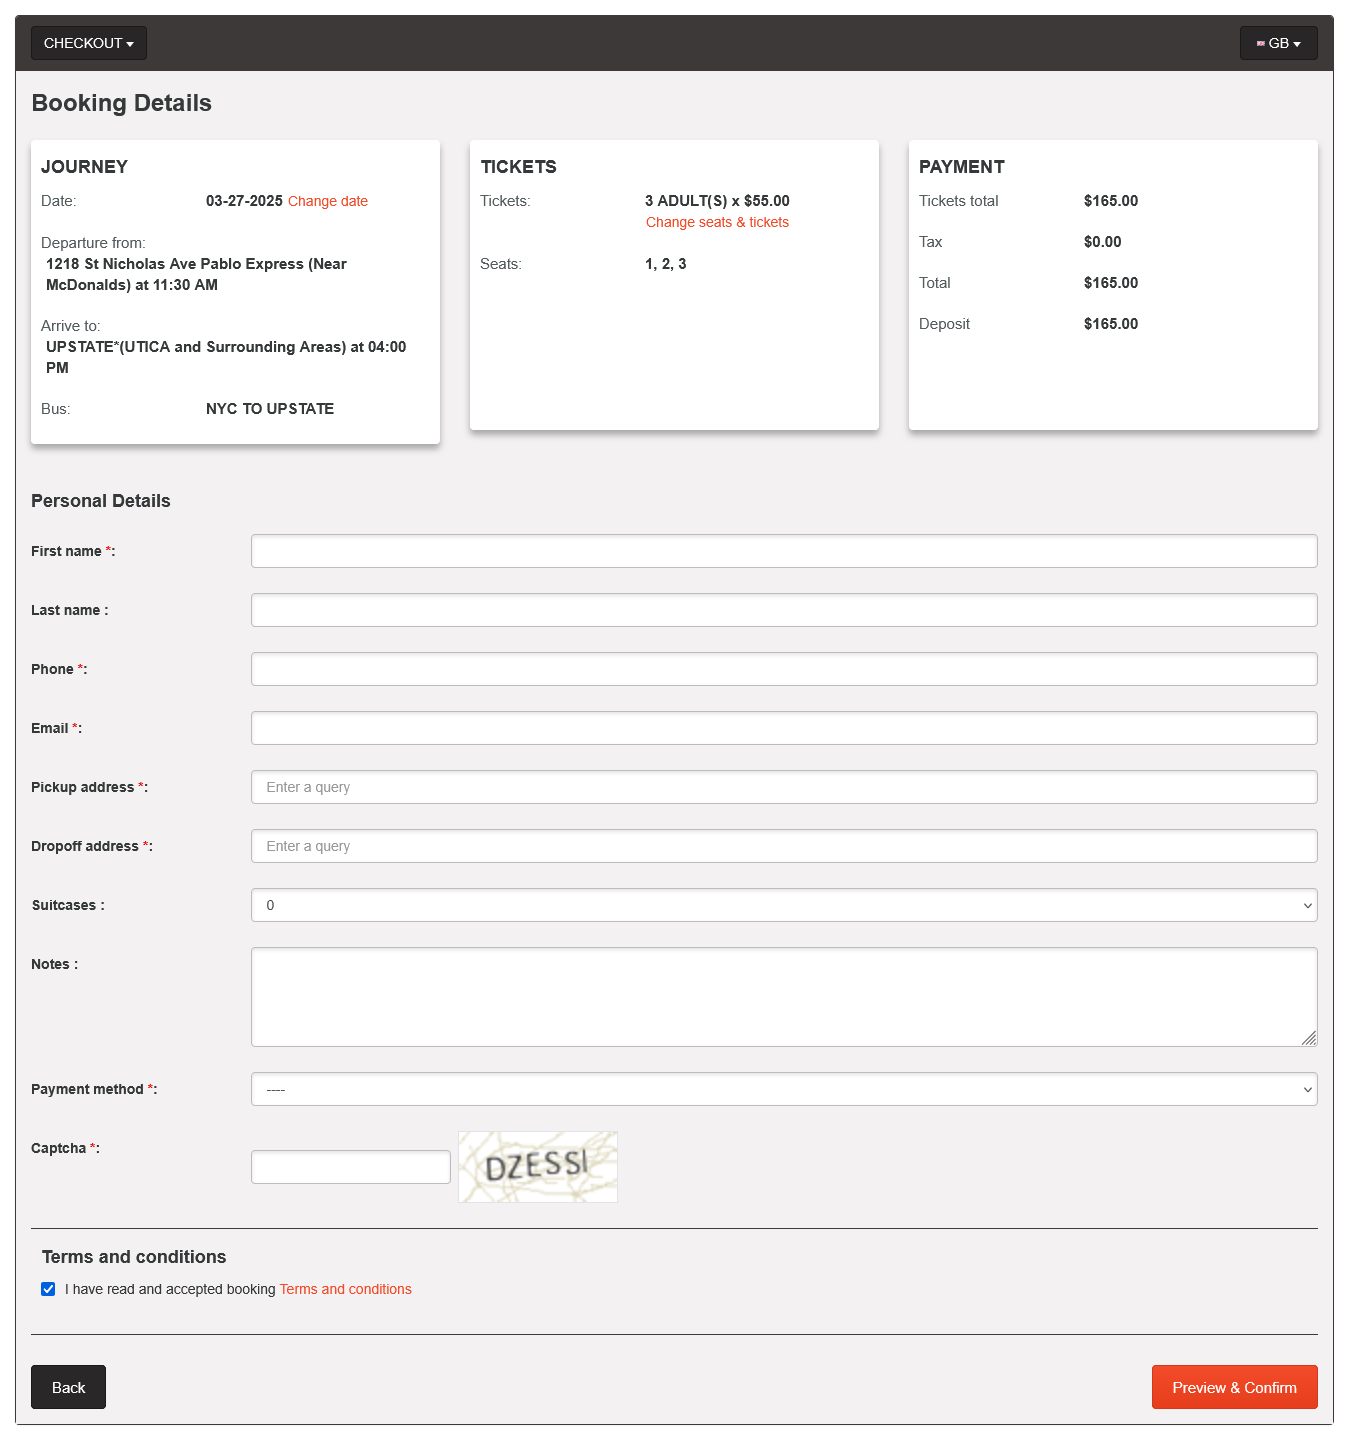 CHECKOUT
GB
Booking Details
JOURNEY
Date: 03-27-2025 Change date
Departure from:
1218 St Nicholas Ave Pablo Express (Near
McDonalds) at 11:30 AM
Arrive to:
UPSTATE*(UTICA and Surrounding Areas) at 04:00
PM
Bus: NYC TO UPSTATE
TICKETS
Tickets: 3 ADULT(S) x $55.00
Change seats & tickets
Seats: 1, 2, 3
PAYMENT
Tickets total $165.00
Tax $0.00
Total $165.00
Deposit $165.00
Personal Details
First name *:
Last name :
Phone *:
Email *:
Pickup address *: Enter a query
Dropoff address *: Enter a query
Suitcases : 0
Notes :
Payment method *: ----
Captcha *: DZESSI
Terms and conditions
I have read and accepted booking Terms and conditions
Back
Preview & Confirm